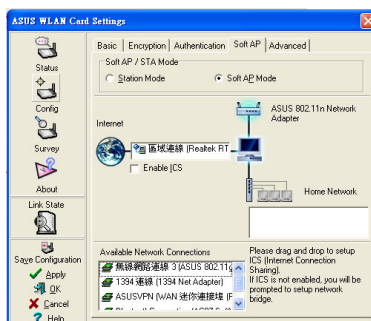 ASUS WLAN Card Settings
Status
Config
Survey
About
Link State
Save Configuration
Apply
OK
Cancel
Help
Basic
Encryption
Authentication
Soft AP
Advanced
Soft AP / STA Mode
Station Mode
Soft AP Mode
Internet
區域連線 (Realtek RT
Enable ICS
ASUS 802.11n Network
Adapter
Home Network
Available Network Connections
無線網路連線 3 (ASUS 802.11g
1394 連線 (1394 Net Adapter)
ASUSVPN (WAN 迷你連接埠 (F
Please drag and drop to setup
ICS (Internet Connection
Sharing).
If ICS is not enabled, you will be
prompted to setup network
bridge.